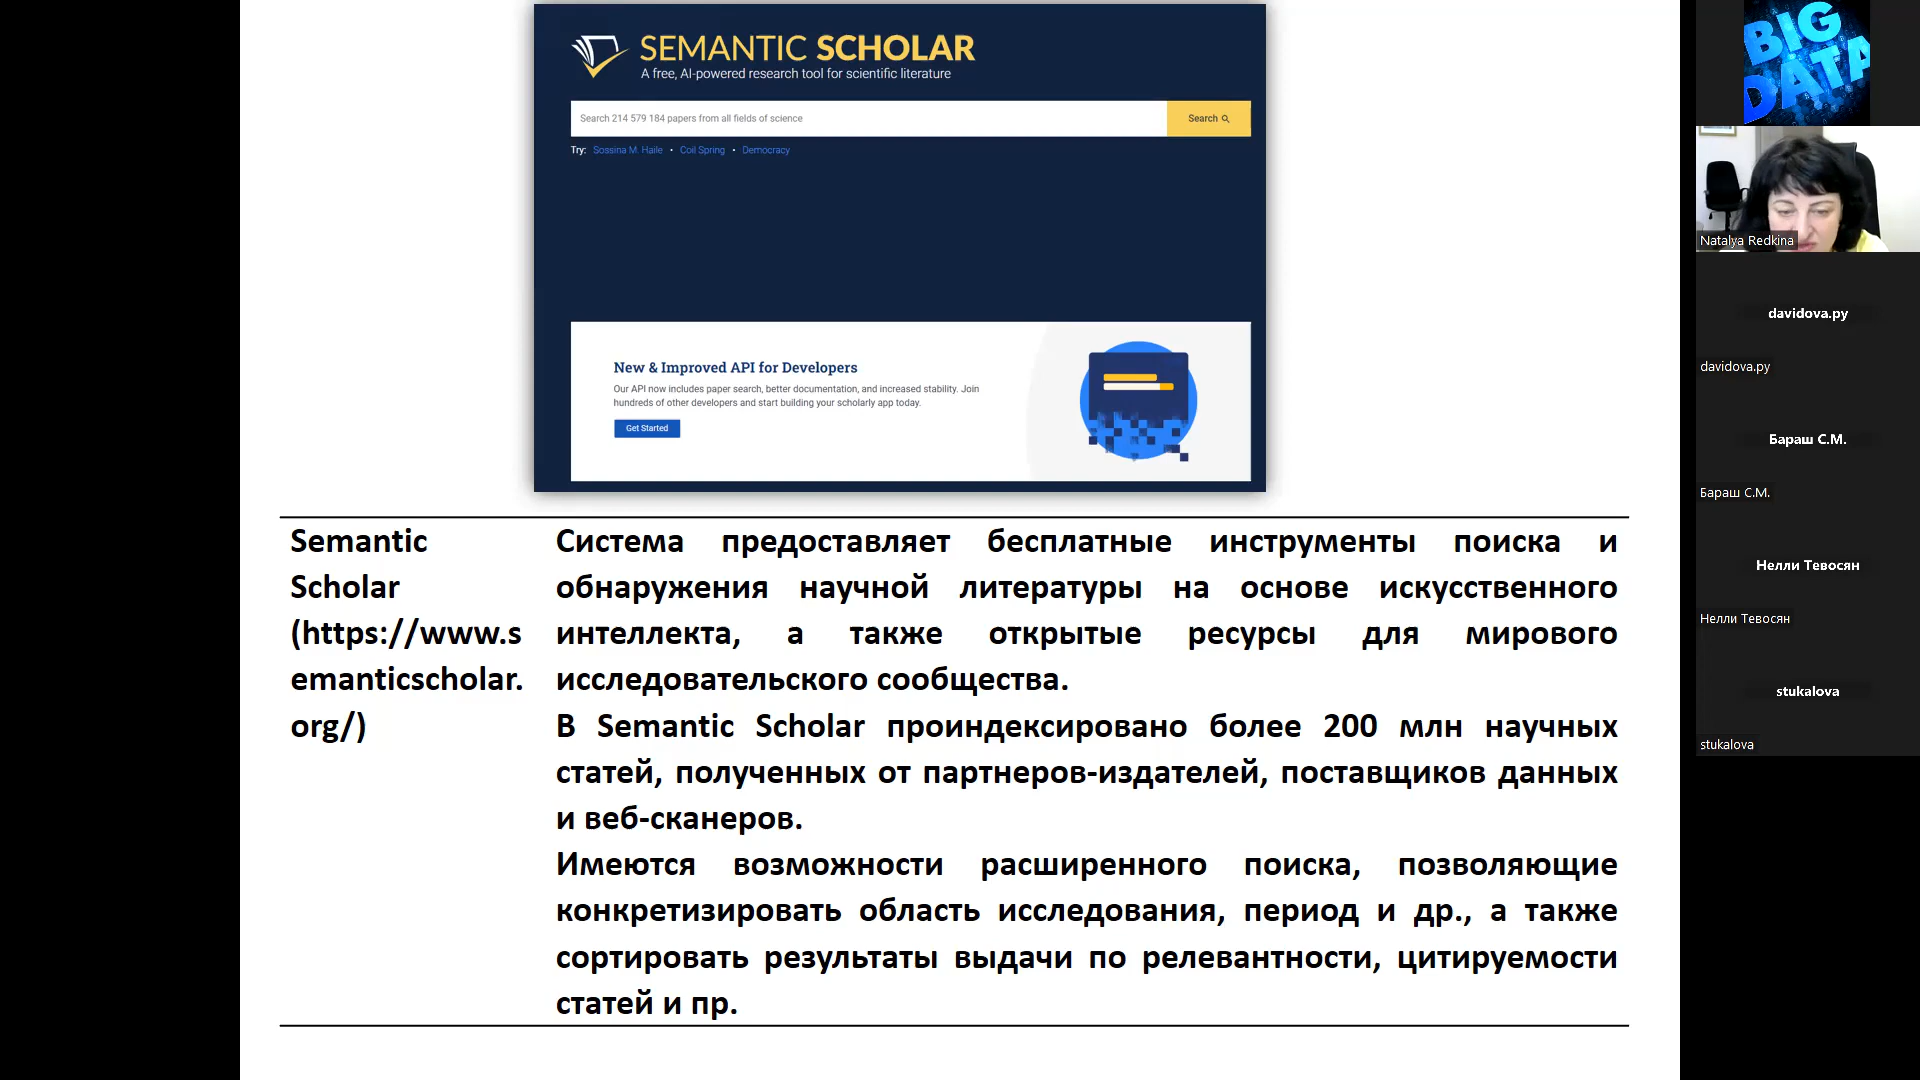 SEMANTIC SCHOLAR
A free, AI-powered research tool for scientific literature
Search 214 579 184 papers from all fields of science
Search
Try: Sossina M. Haile • Coil Spring • Democracy
New & Improved API for Developers
Our API now includes paper search, better documentation, and increased stability. Join
hundreds of other developers and start building your scholarly app today.
Get Started
Semantic
Scholar
(https://www.s
emanticscholar.
org/)
Система предоставляет бесплатные инструменты поиска и
обнаружения научной литературы на основе искусственного
интеллекта, а также открытые ресурсы для мирового
исследовательского сообщества.
В Semantic Scholar проиндексировано более 200 млн научных
статей, полученных от партнеров-издателей, поставщиков данных
и веб-сканеров.
Имеются возможности расширенного поиска, позволяющие
конкретизировать область исследования, период и др., а также
сортировать результаты выдачи по релевантности, цитируемости
статей и пр.
BIG
DATA
Natalya Redkina
davidova.py
davidova.py
Бараш С.М.
Бараш С.М.
Нелли Тевосян
Нелли Тевосян
stukalova
stukalova